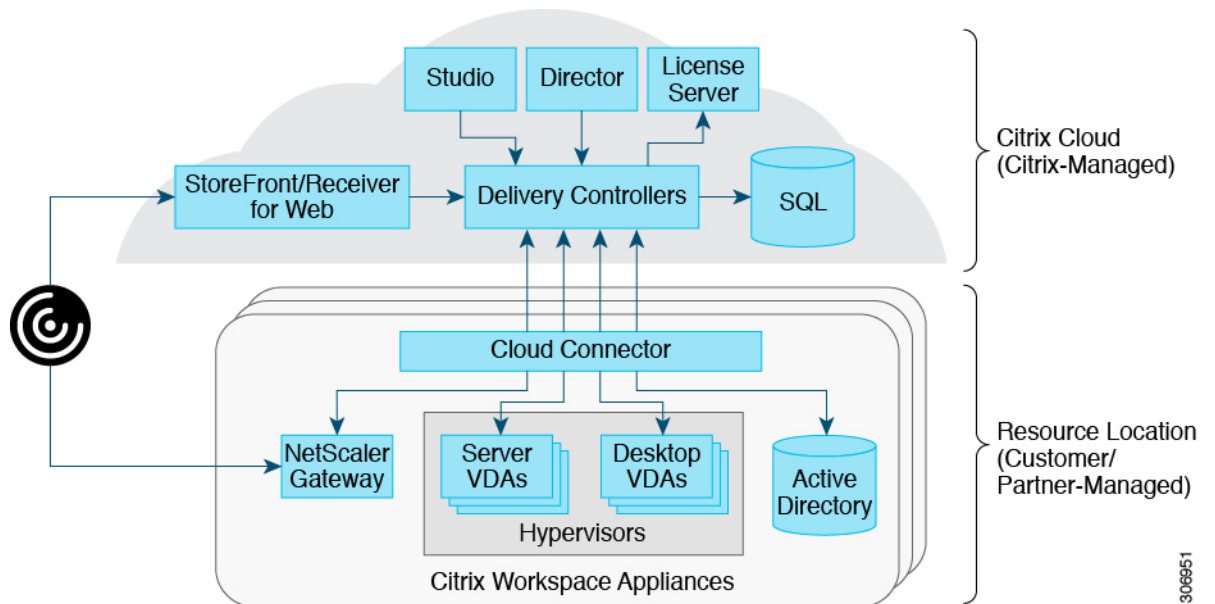 Studio
Director
License
Server
Citrix Cloud
(Citrix-Managed)
StoreFront/Receiver
for Web
Delivery Controllers
SQL
Cloud Connector
NetScaler
Gateway
Server
VDAs
Desktop
VDAs
Active
Directory
Hypervisors
Citrix Workspace Appliances
Resource Location
(Customer/
Partner-Managed)
306951